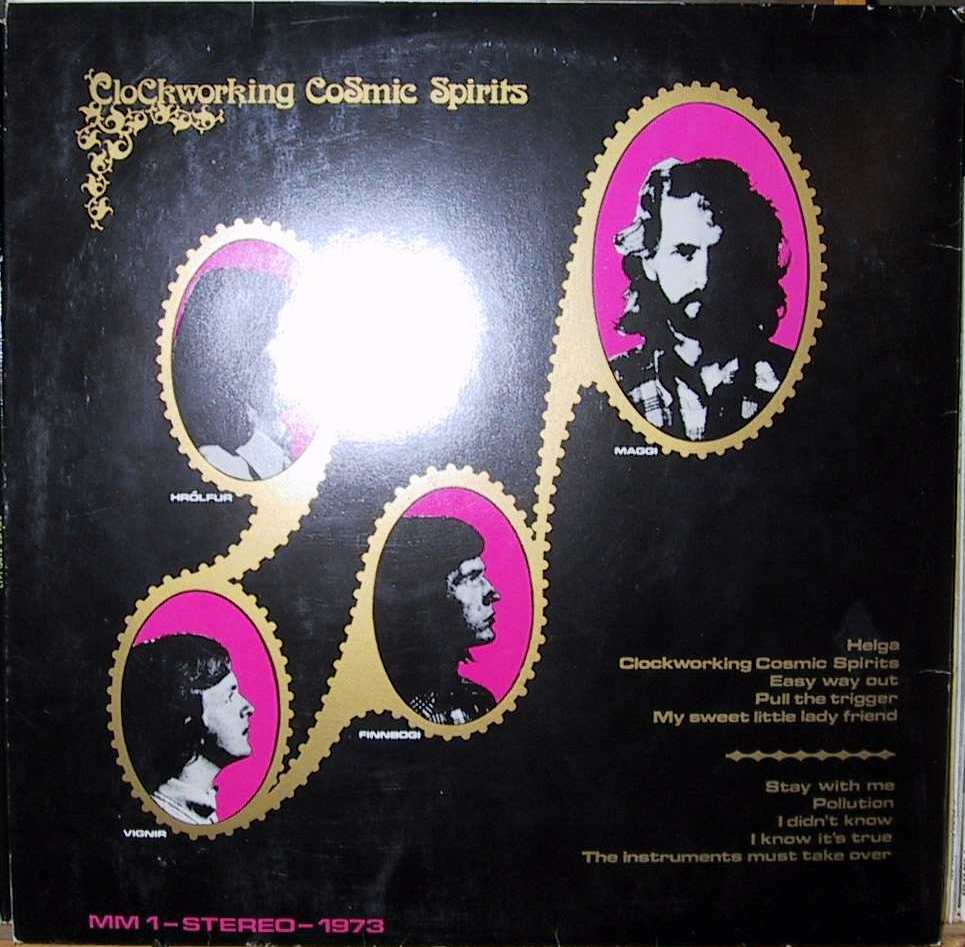 CloCkworking CoSmic Spirits
MAGGI
HRÓLFUR
FINNBOGI
VIGNIR
Helga
Clockworking Cosmic Spirits
Easy way out
Pull the trigger
My sweet little lady friend
Stay with me
Pollution
I didn't know
I know it's true
The instruments must take over
MM 1 – STEREO – 1973